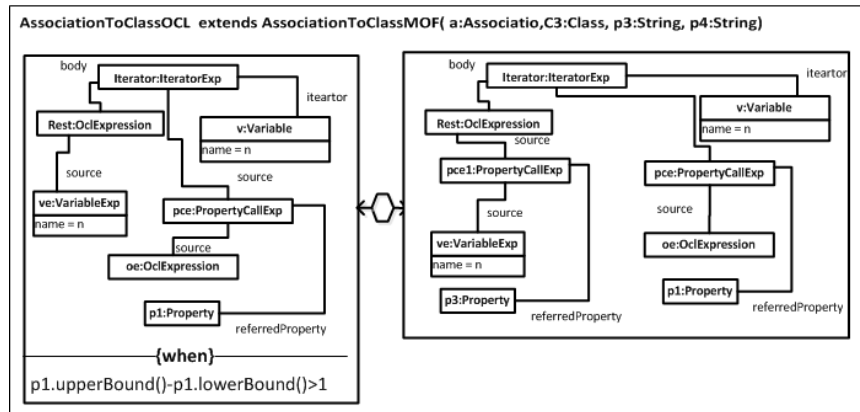 AssociationToClassOCL extends AssociationToClassMOF( a:Associatio,C3:Class, p3:String, p4:String)
body
Iterator:IteratorExp
iteartor
Rest:OclExpression
v:Variable
name = n
source
source
ve:VariableExp
name = n
pce:PropertyCallExp
source
oe:OclExpression
p1:Property
referredProperty
{when}
p1.upperBound()-p1.lowerBound()>1
body
Iterator:IteratorExp
iteartor
v:Variable
name = n
Rest:OclExpression
source
pce1:PropertyCallExp
pce:PropertyCallExp
source
source
ve:VariableExp
name = n
oe:OclExpression
p3:Property
p1:Property
referredProperty
referredProperty